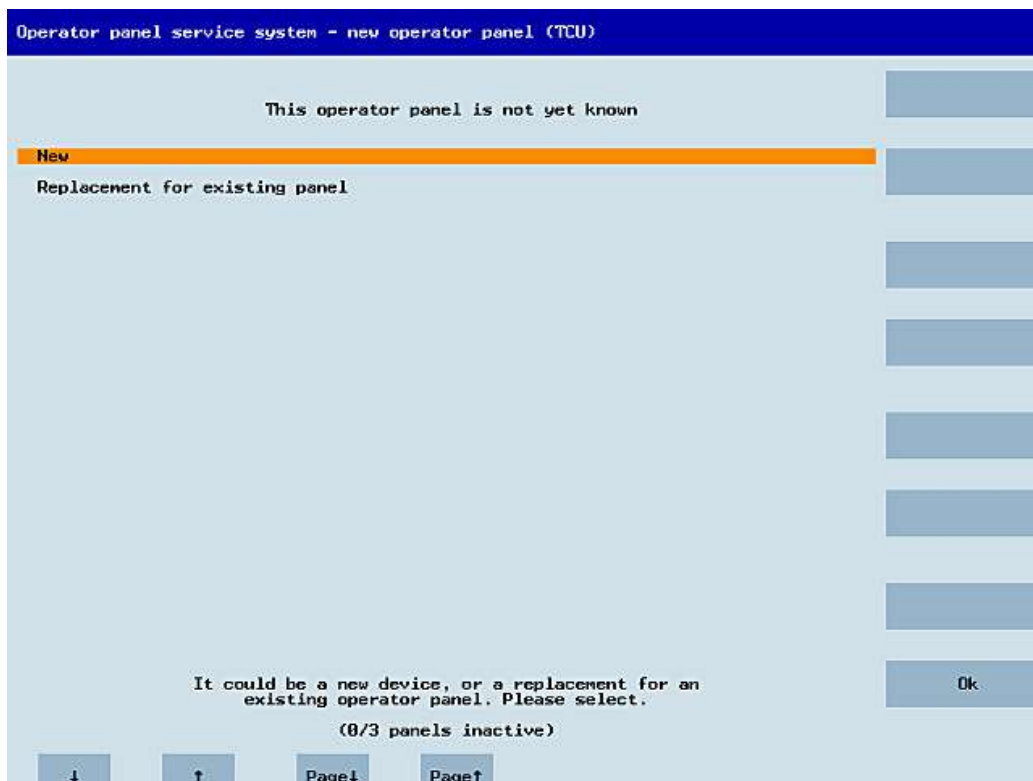 Operator panel service system - new operator panel (TCU)
This operator panel is not yet known
New
Replacement for existing panel
It could be a new device, or a replacement for an
existing operator panel. Please select.
(0/3 panels inactive)
Ok
↓ ↑ Page↓ Page↑